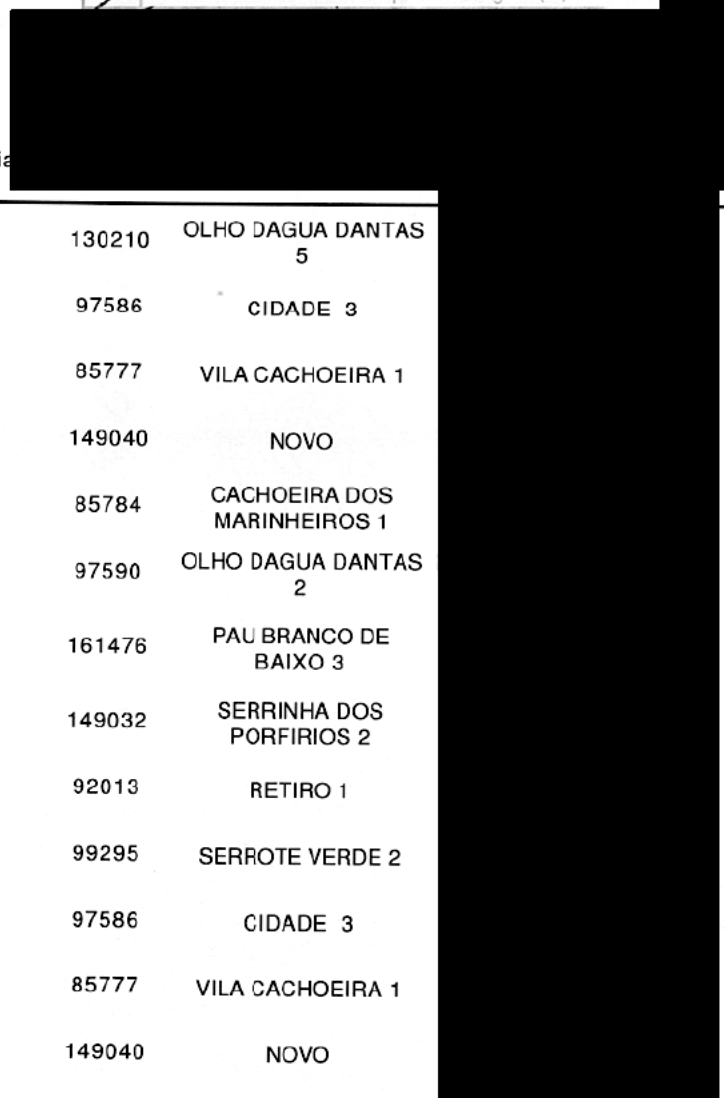 130210 OLHO DAGUA DANTAS
5
97586 CIDADE 3
85777 VILA CACHOEIRA 1
149040 NOVO
85784 CACHOEIRA DOS
MARINHEIROS 1
97590 OLHO DAGUA DANTAS
2
161476 PAU BRANCO DE
BAIXO 3
149032 SERRINHA DOS
PORFIRIOS 2
92013 RETIRO 1
99295 SERROTE VERDE 2
97586 CIDADE 3
85777 VILA CACHOEIRA 1
149040 NOVO